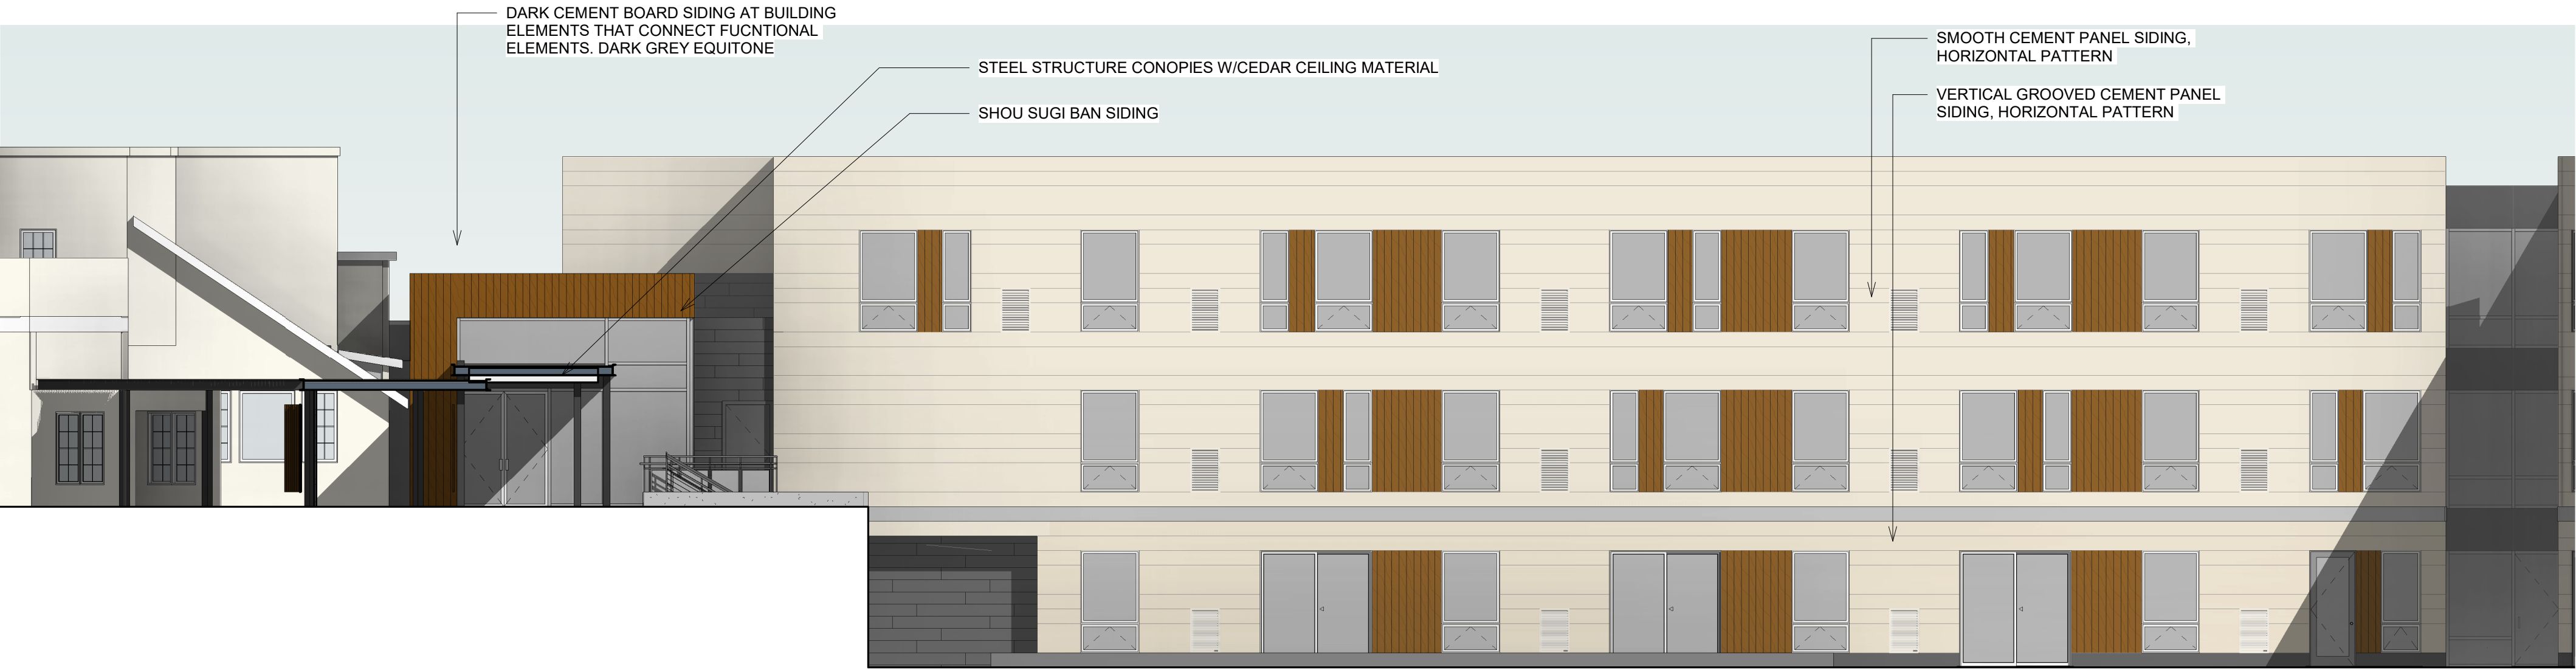 DARK CEMENT BOARD SIDING AT BUILDING
ELEMENTS THAT CONNECT FUCNTIONAL
ELEMENTS. DARK GREY EQUITONE
STEEL STRUCTURE CONOPIES W/CEDAR CEILING MATERIAL
SHOU SUGI BAN SIDING
SMOOTH CEMENT PANEL SIDING,
HORIZONTAL PATTERN
VERTICAL GROOVED CEMENT PANEL
SIDING, HORIZONTAL PATTERN